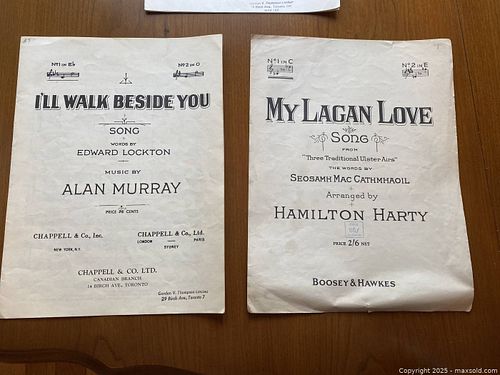 Gordon V. Thompson Limited
Nº1 IN E♭
Nº2 IN G
I'LL WALK BESIDE YOU
SONG
WORDS BY
EDWARD LOCKTON
MUSIC BY
ALAN MURRAY
PRICE
CENTS
CHAPPELL & Co., Inc.
NEW YORK, N.Y.
CHAPPELL & Co., Ltd.
LONDON PARIS
SYDNEY
CHAPPELL & CO. LTD.
CANADIAN BRANCH
14 BIRCH AVE., TORONTO
Gordon V. Thompson Limited
29 Birch Ave., Toronto 7
Nº1 IN C
Nº2 IN E
MY LAGAN LOVE
SONG
FROM
"Three Traditional Ulster Airs"
THE WORDS BY
SEOSAMH MAC CATHMHAOIL
Arranged by
HAMILTON HARTY
PRICE 2/6 NET
BOOSEY & HAWKES
Copyright 2025 - maxsold.com